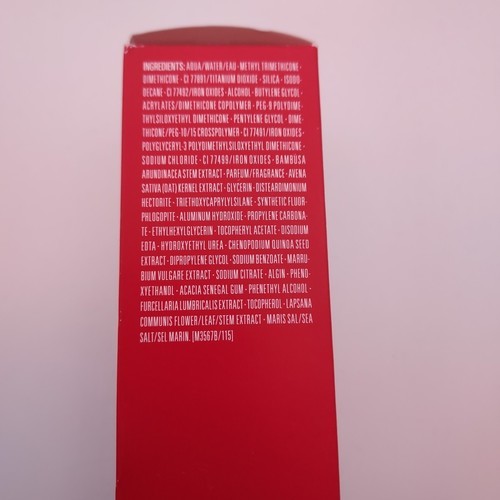 INGREDIENTS: AQUA/WATER/EAU · METHYL TRIMETHICONE ·
DIMETHICONE · CI 77891/TITANIUM DIOXIDE · SILICA · ISODO-
DECANE · CI 77492/IRON OXIDES · ALCOHOL · BUTYLENE GLYCOL ·
ACRYLATES/DIMETHICONE COPOLYMER · PEG-9 POLYDIME-
THYLSILOXYETHYL DIMETHICONE · PENTYLENE GLYCOL · DIME-
THICONE/PEG-10/15 CROSSPOLYMER · CI 77491/IRON OXIDES ·
POLYGLYCERYL-3 POLYDIMETHYLSILOXYETHYL DIMETHICONE ·
SODIUM CHLORIDE · CI 77499/IRON OXIDES · BAMBUSA
ARUNDINACEA STEM EXTRACT · PARFUM/FRAGRANCE · AVENA
SATIVA (OAT) KERNEL EXTRACT · GLYCERIN · DISTEARDIMONIUM
HECTORITE · TRIETHOXYCAPRYLYLSILANE · SYNTHETIC FLUOR-
PHLOGOPITE · ALUMINUM HYDROXIDE · PROPYLENE CARBONA-
TE · ETHYLHEXYLGLYCERIN · TOCOPHERYL ACETATE · DISODIUM
EDTA · HYDROXYETHYL UREA · CHENOPODIUM QUINOA SEED
EXTRACT · DIPROPYLENE GLYCOL · SODIUM BENZOATE · MARRU-
BIUM VULGARE EXTRACT · SODIUM CITRATE · ALGIN · PHENO-
XYETHANOL · ACACIA SENEGAL GUM · PHENETHYL ALCOHOL ·
FURCELLARIA LUMBRICALIS EXTRACT · TOCOPHEROL · LAPSANA
COMMUNIS FLOWER/LEAF/STEM EXTRACT · MARIS SAL/SEA
SALT/SEL MARIN. [M3567B/115]